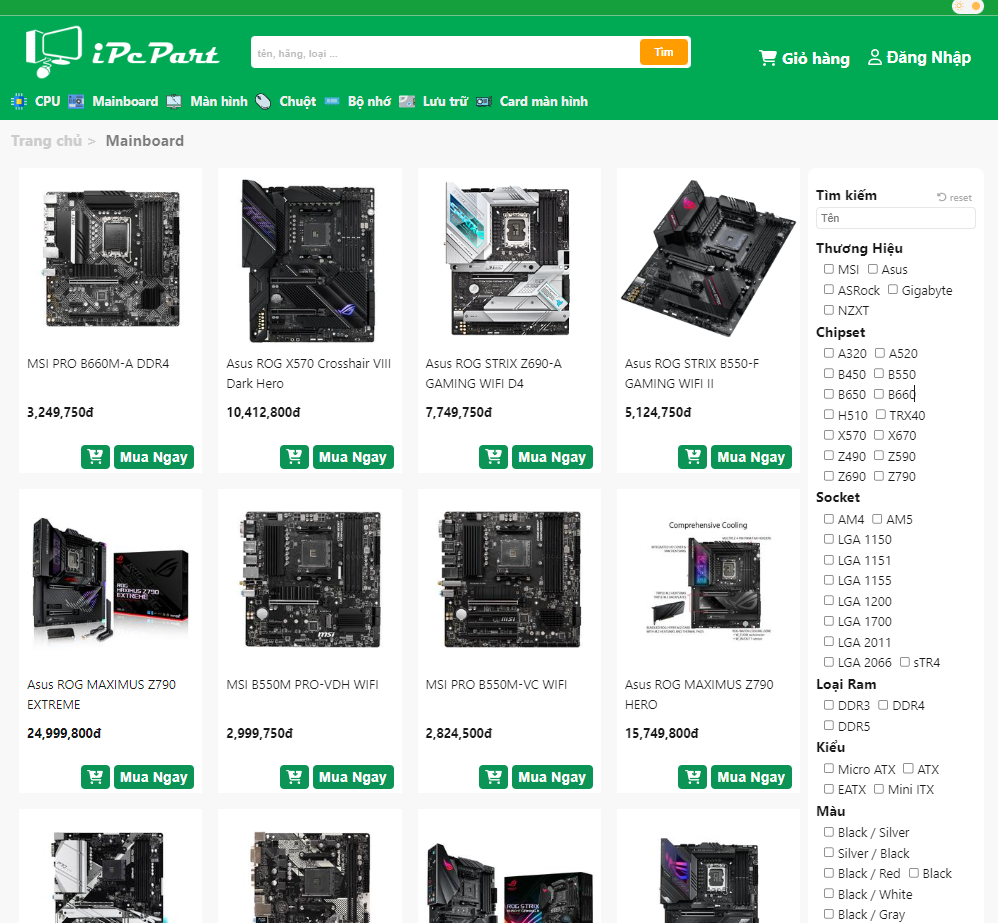 iPcPart
tên, hãng, loại ...
Tìm
Giỏ hàng
Đăng Nhập
CPU
Mainboard
Màn hình
Chuột
Bộ nhớ
Lưu trữ
Card màn hình
Trang chủ > Mainboard
MSI PRO B660M-A DDR4
3,249,750đ
Mua Ngay
Asus ROG X570 Crosshair VIII
Dark Hero
10,412,800đ
Mua Ngay
Asus ROG STRIX Z690-A
GAMING WIFI D4
7,749,750đ
Mua Ngay
Asus ROG STRIX B550-F
GAMING WIFI II
5,124,750đ
Mua Ngay
ROG
MAXIMUS Z790
EXTREME
Asus ROG MAXIMUS Z790
EXTREME
24,999,800đ
Mua Ngay
msi
MSI B550M PRO-VDH WIFI
2,999,750đ
Mua Ngay
msi
MSI PRO B550M-VC WIFI
2,824,500đ
Mua Ngay
Comprehensive Cooling
Asus ROG MAXIMUS Z790
HERO
15,749,800đ
Mua Ngay
ROG STRIX
Tìm kiếm
reset
Tên
Thương Hiệu
MSI Asus
ASRock Gigabyte
NZXT
Chipset
A320 A520
B450 B550
B650 B660
H510 TRX40
X570 X670
Z490 Z590
Z690 Z790
Socket
AM4 AM5
LGA 1150
LGA 1151
LGA 1155
LGA 1200
LGA 1700
LGA 2011
LGA 2066 sTR4
Loại Ram
DDR3 DDR4
DDR5
Kiểu
Micro ATX ATX
EATX Mini ITX
Màu
Black / Silver
Silver / Black
Black / Red Black
Black / White
Black / Gray